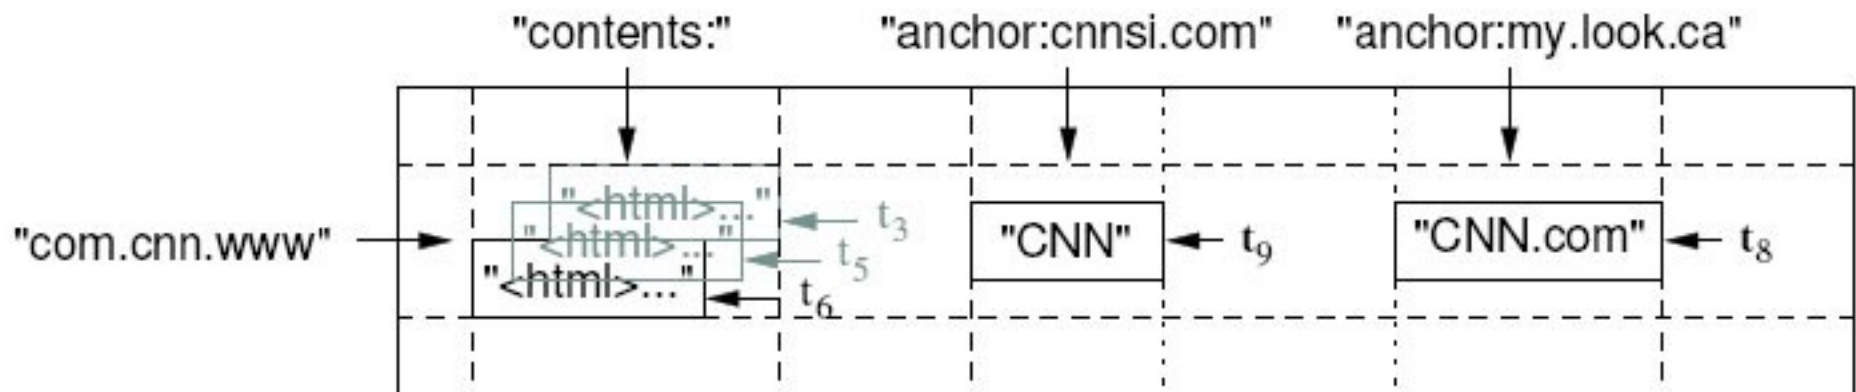 "contents:" "anchor:cnnsi.com" "anchor:my.look.ca"
"<html>..." t3
"com.cnn.www" "<html>..." t5 "CNN" t9 "CNN.com" t8
"<html>..." t6